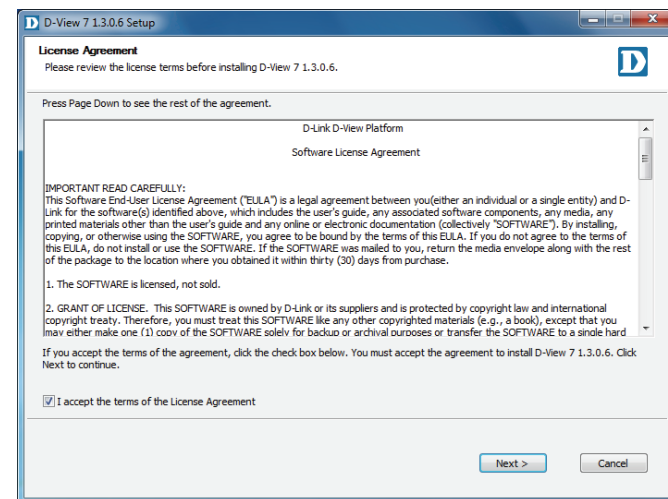 D-View 7 1.3.0.6 Setup
License Agreement
Please review the license terms before installing D-View 7 1.3.0.6.
D
Press Page Down to see the rest of the agreement.
D-Link D-View Platform
Software License Agreement
IMPORTANT READ CAREFULLY:
This Software End-User License Agreement ("EULA") is a legal agreement between you(either an individual or a single entity) and D-
Link for the software(s) identified above, which includes the user's guide, any associated software components, any media, any
printed materials other than the user's guide and any online or electronic documentation (collectively "SOFTWARE"). By installing,
copying, or otherwise using the SOFTWARE, you agree to be bound by the terms of this EULA. If you do not agree to the terms of
this EULA, do not install or use the SOFTWARE. If the SOFTWARE was mailed to you, return the media envelope along with the rest
of the package to the location where you obtained it within thirty (30) days from purchase.
1. The SOFTWARE is licensed, not sold.
2. GRANT OF LICENSE. This SOFTWARE is owned by D-Link or its suppliers and is protected by copyright law and international
copyright treaty. Therefore, you must treat this SOFTWARE like any other copyrighted materials (e.g., a book), except that you
may either make one (1) copy of the SOFTWARE solely for backup or archival purposes or transfer the SOFTWARE to a single hard
If you accept the terms of the agreement, click the check box below. You must accept the agreement to install D-View 7 1.3.0.6. Click
Next to continue.
I accept the terms of the License Agreement
Next > Cancel